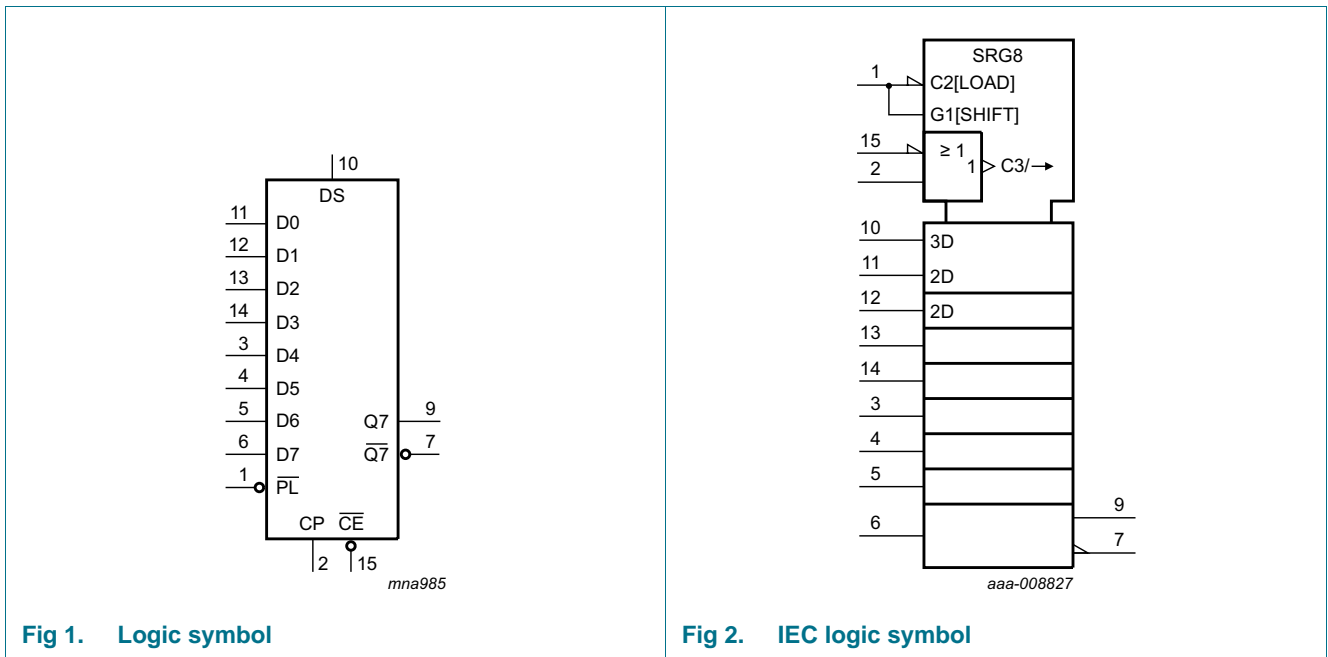 10
DS
11 D0
12 D1
13 D2
14 D3
3 D4
4 D5
5 D6 Q7 9
6 D7 Q7 7
1 PL
CP CE
2 15
mna985
Fig 1. Logic symbol
SRG8
1 C2[LOAD]
G1[SHIFT]
15 ≥ 1
2 1 C3/→
10 3D
11 2D
12 2D
13
14
3
4
5
9
6
7
aaa-008827
Fig 2. IEC logic symbol